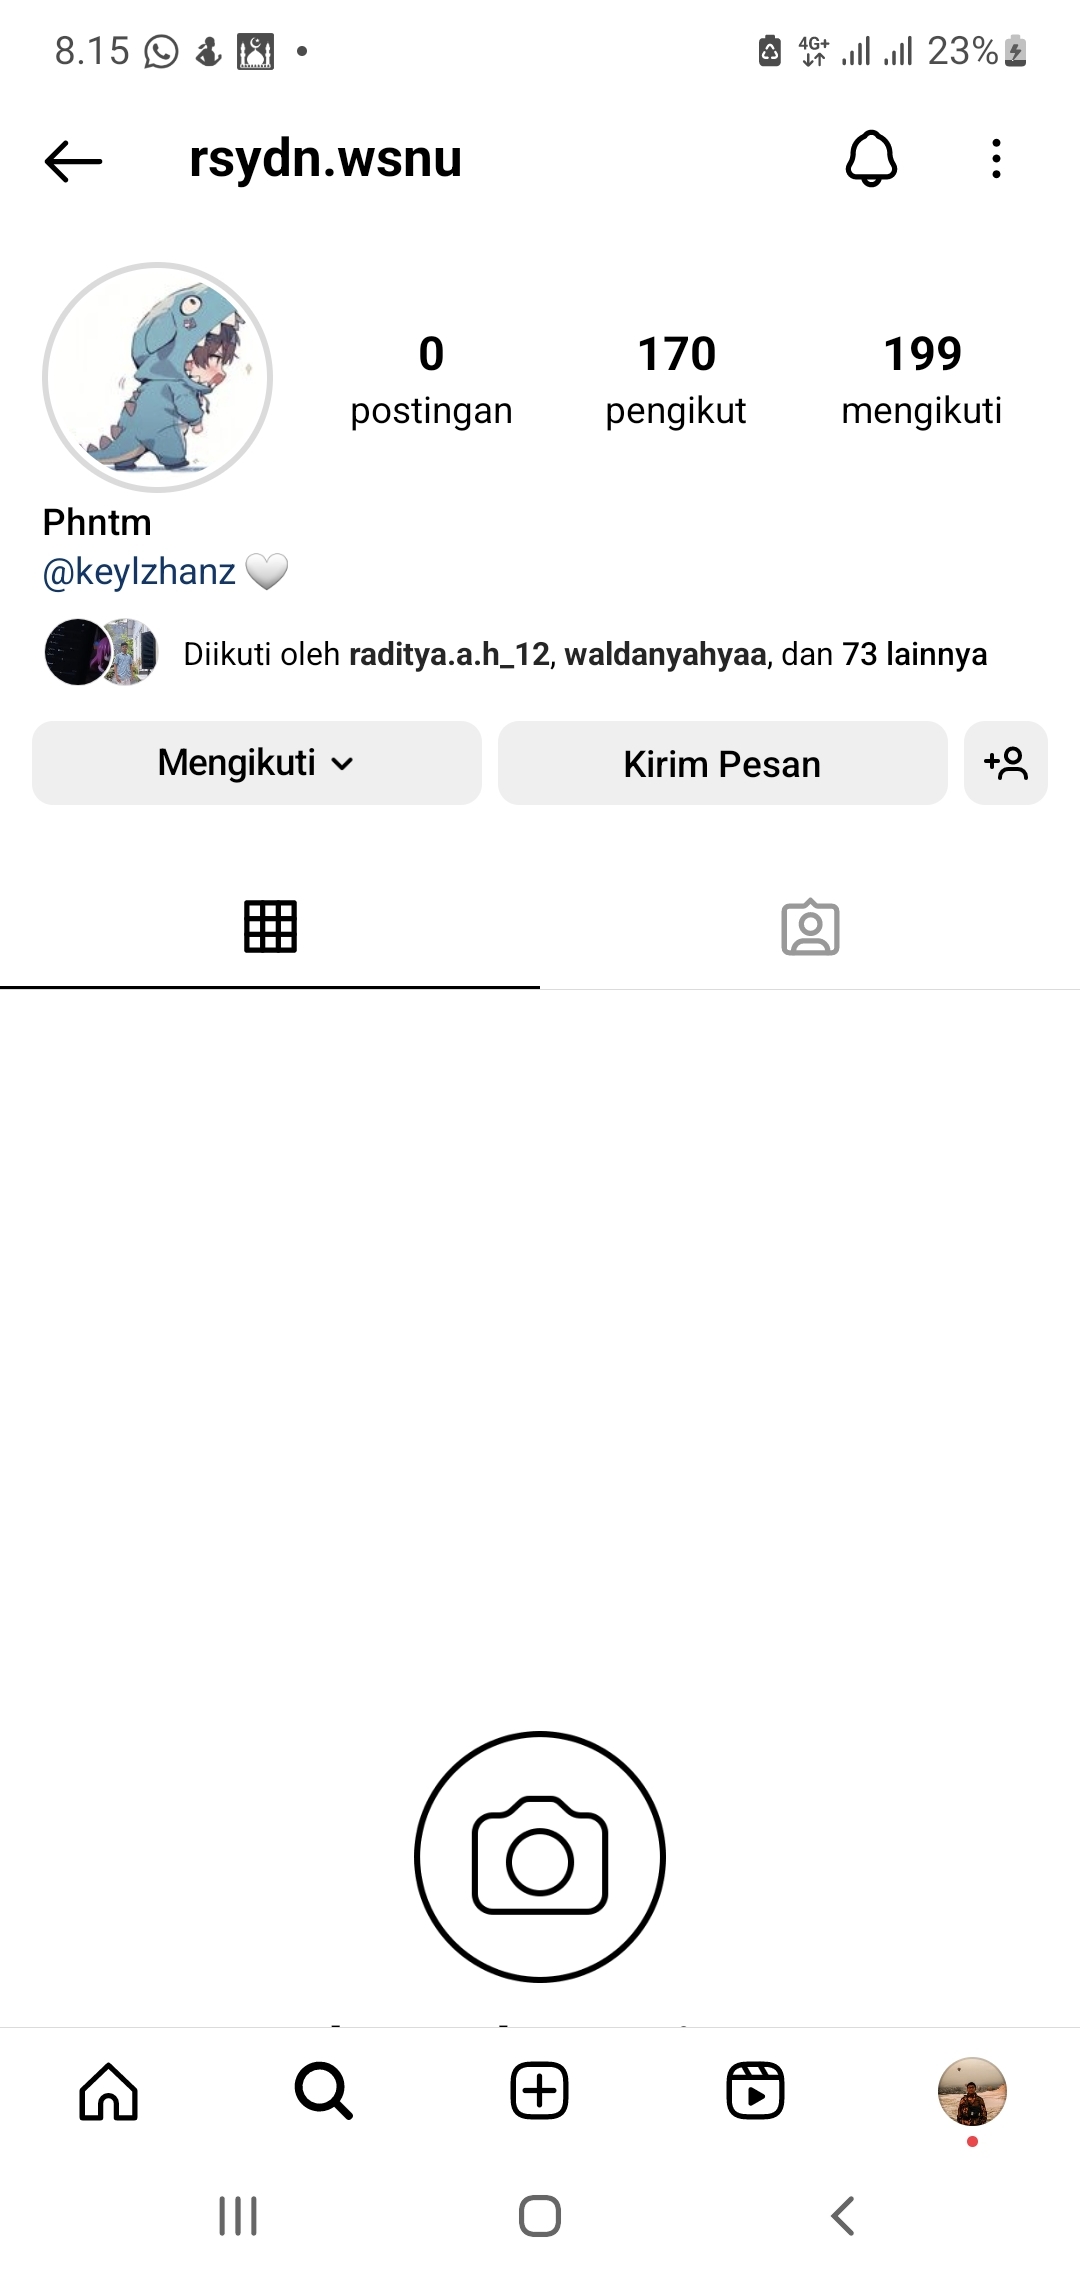 8.15 4G+ 23%
rsydn.wsnu
0 170 199
postingan pengikut mengikuti
Phntm
@keylzhanz 🤍
Diikuti oleh raditya.a.h_12, waldanyahyaa, dan 73 lainnya
Mengikuti Kirim Pesan